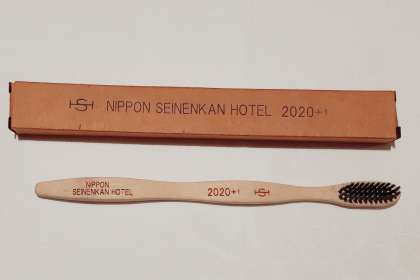 NIPPON SEINENKAN HOTEL 2020+1
NIPPON
SEINENKAN HOTEL 2020+1